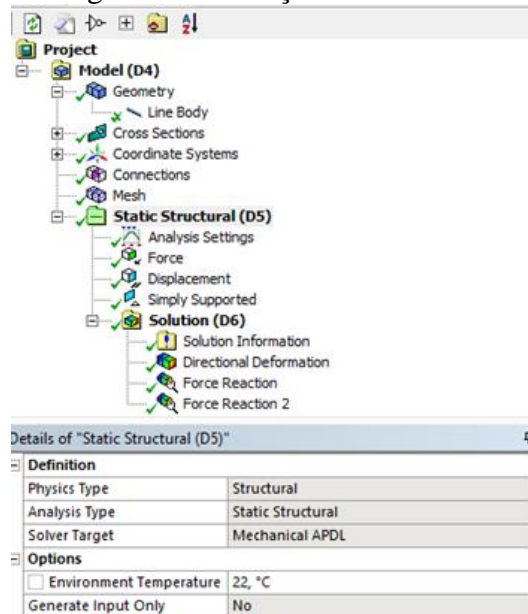 Project
Model (D4)
Geometry
Line Body
Cross Sections
Coordinate Systems
Connections
Mesh
Static Structural (D5)
Analysis Settings
Force
Displacement
Simply Supported
Solution (D6)
Solution Information
Directional Deformation
Force Reaction
Force Reaction 2
Details of "Static Structural (D5)"
Definition
Physics Type Structural
Analysis Type Static Structural
Solver Target Mechanical APDL
Options
Environment Temperature 22, °C
Generate Input Only No